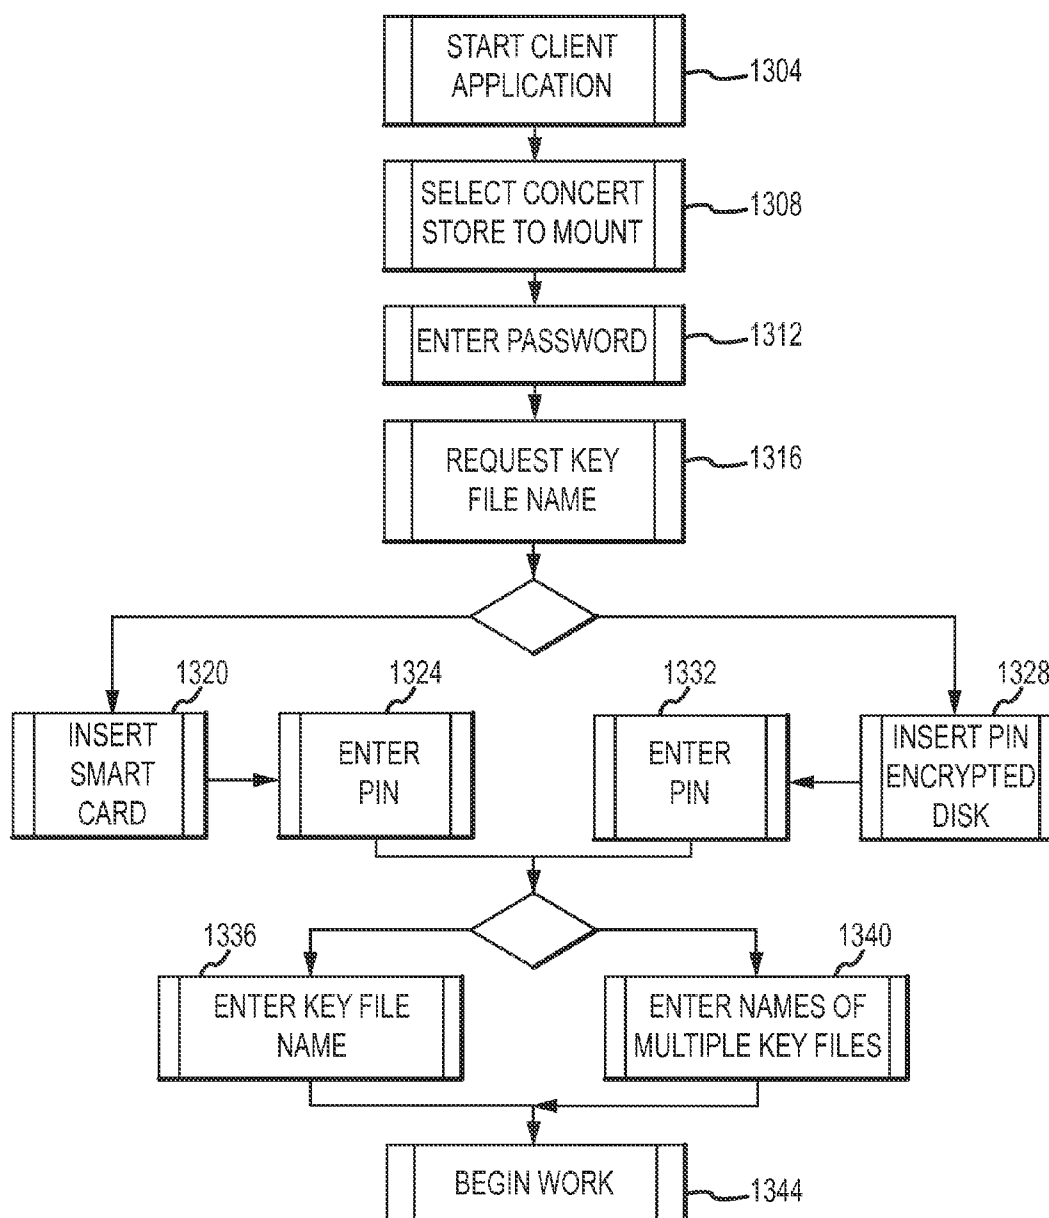 START CLIENT
APPLICATION
1304
SELECT CONCERT
STORE TO MOUNT
1308
ENTER PASSWORD
1312
REQUEST KEY
FILE NAME
1316
1320
INSERT
SMART
CARD
1324
ENTER
PIN
1332
ENTER
PIN
1328
INSERT PIN
ENCRYPTED
DISK
1336
ENTER KEY FILE
NAME
1340
ENTER NAMES OF
MULTIPLE KEY FILES
BEGIN WORK
1344